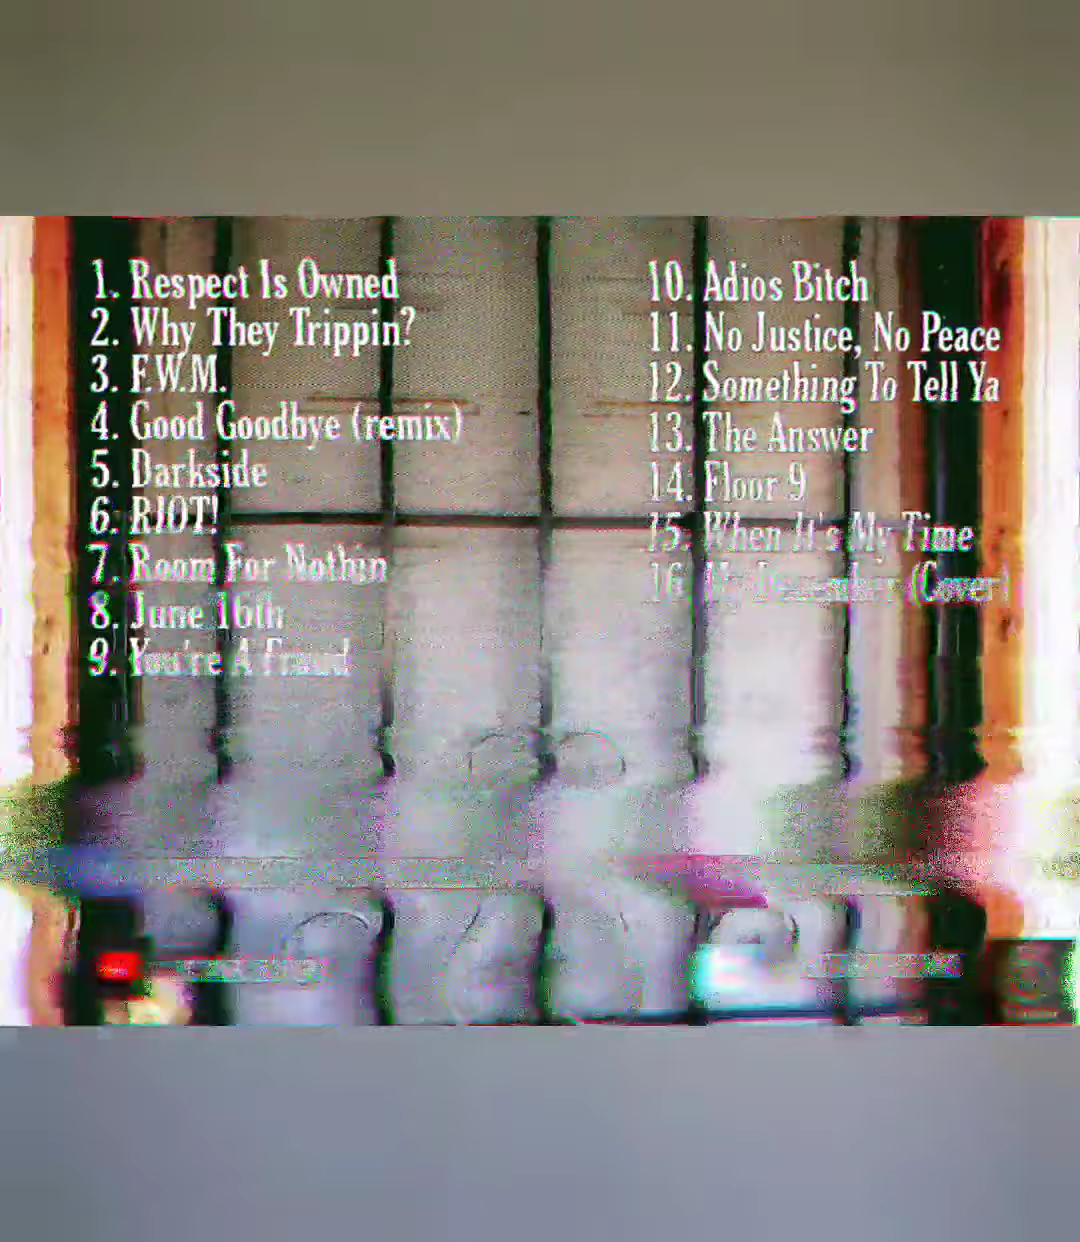 1. Respect Is Owned
2. Why They Trippin?
3. F.W.M.
4. Good Goodbye (remix)
5. Darkside
6. RIOT!
7. Room For Nothin
8. June 16th
9. You're A Fraud
10. Adios Bitch
11. No Justice, No Peace
12. Something To Tell Ya
13. The Answer
14. Floor 9
15. When It's My Time
16. (Cover)